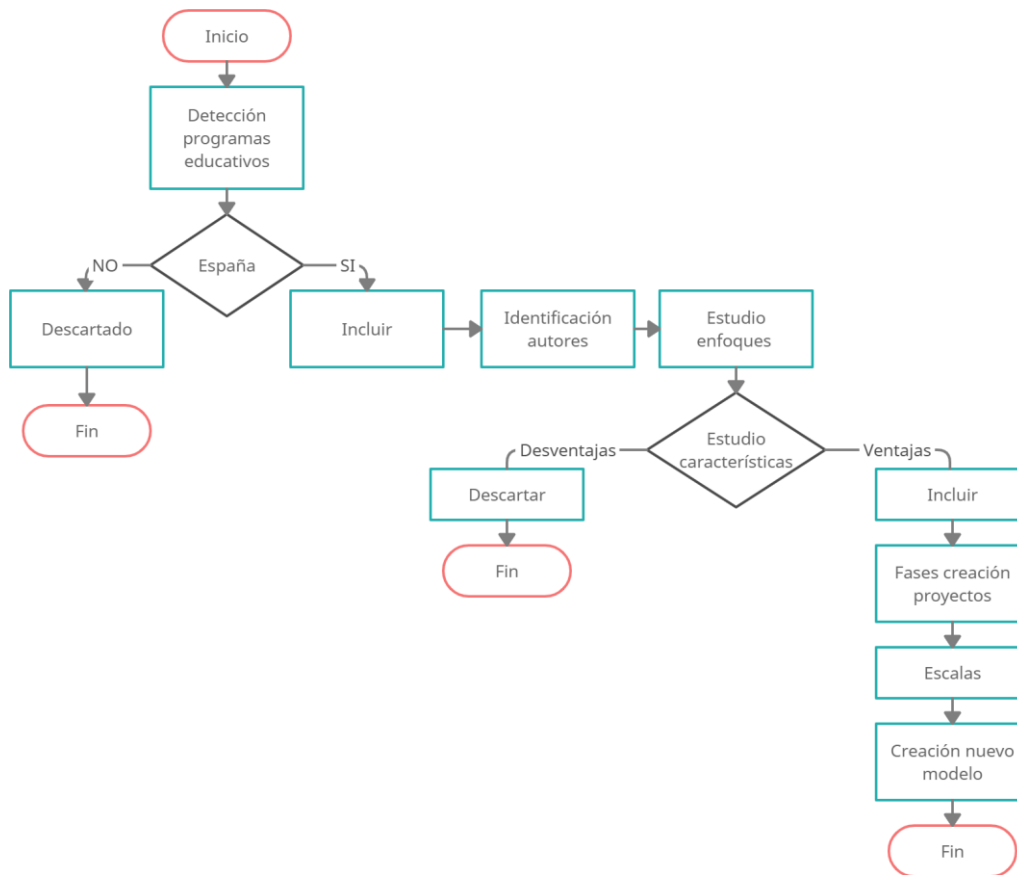 Inicio
Detección
programas
educativos
España
NO
SI
Descartado
Incluir
Identificación
autores
Estudio
enfoques
Fin
Estudio
características
Desventajas
Ventajas
Descartar
Incluir
Fin
Fases creación
proyectos
Escalas
Creación nuevo
modelo
Fin